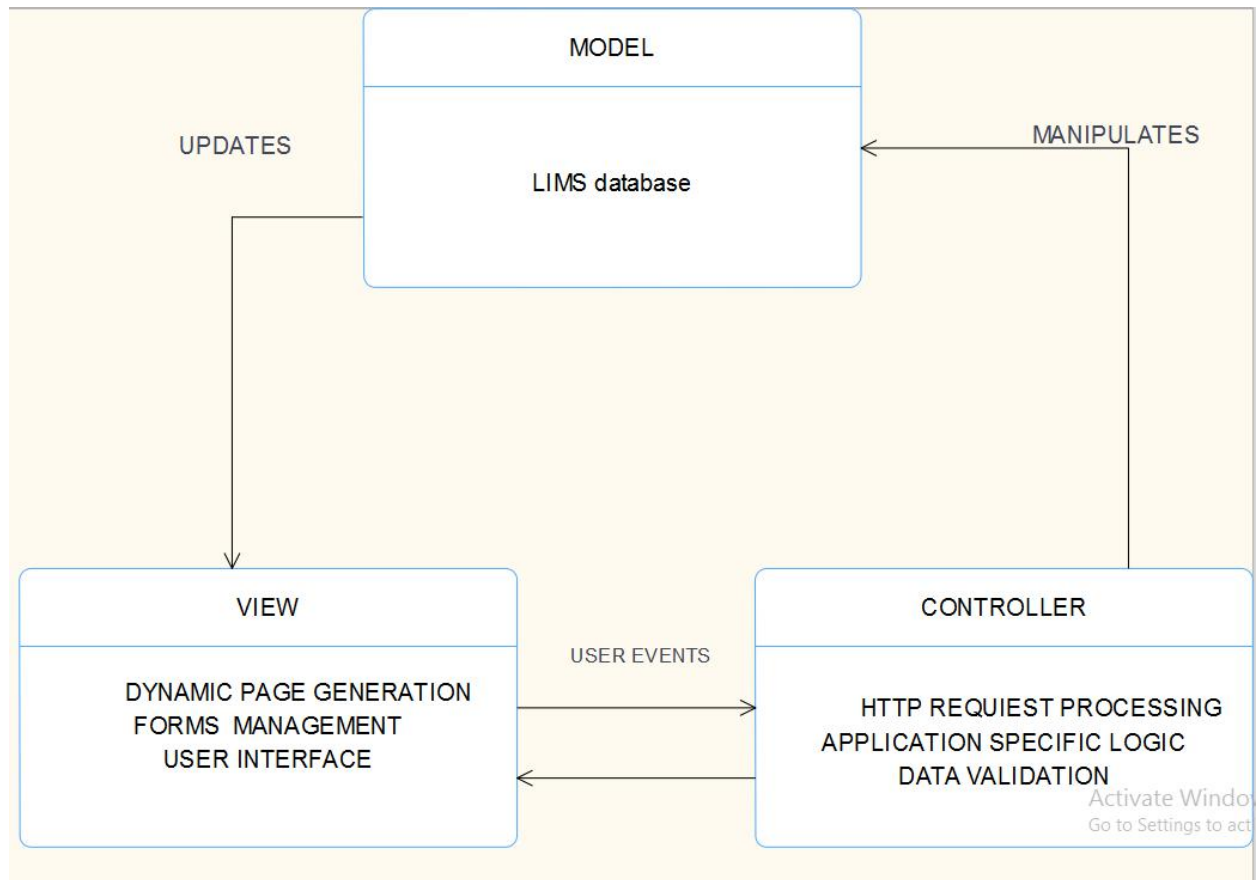 MODEL
UPDATES
MANIPULATES
LIMS database
VIEW
CONTROLLER
USER EVENTS
DYNAMIC PAGE GENERATION
FORMS MANAGEMENT
USER INTERFACE
HTTP REQUIEST PROCESSING
APPLICATION SPECIFIC LOGIC
DATA VALIDATION
Activate Windo
Go to Settings to act